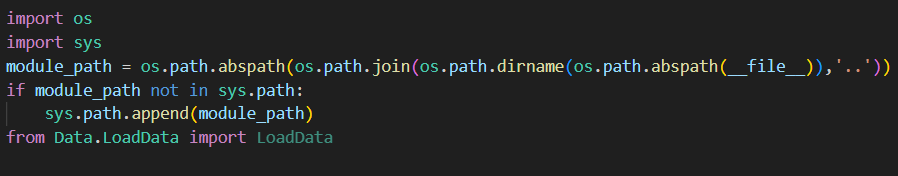 import os
import sys
module_path = os.path.abspath(os.path.join(os.path.dirname(os.path.abspath(__file__)),'..'))
if module_path not in sys.path:
    sys.path.append(module_path)
from Data.LoadData import LoadData